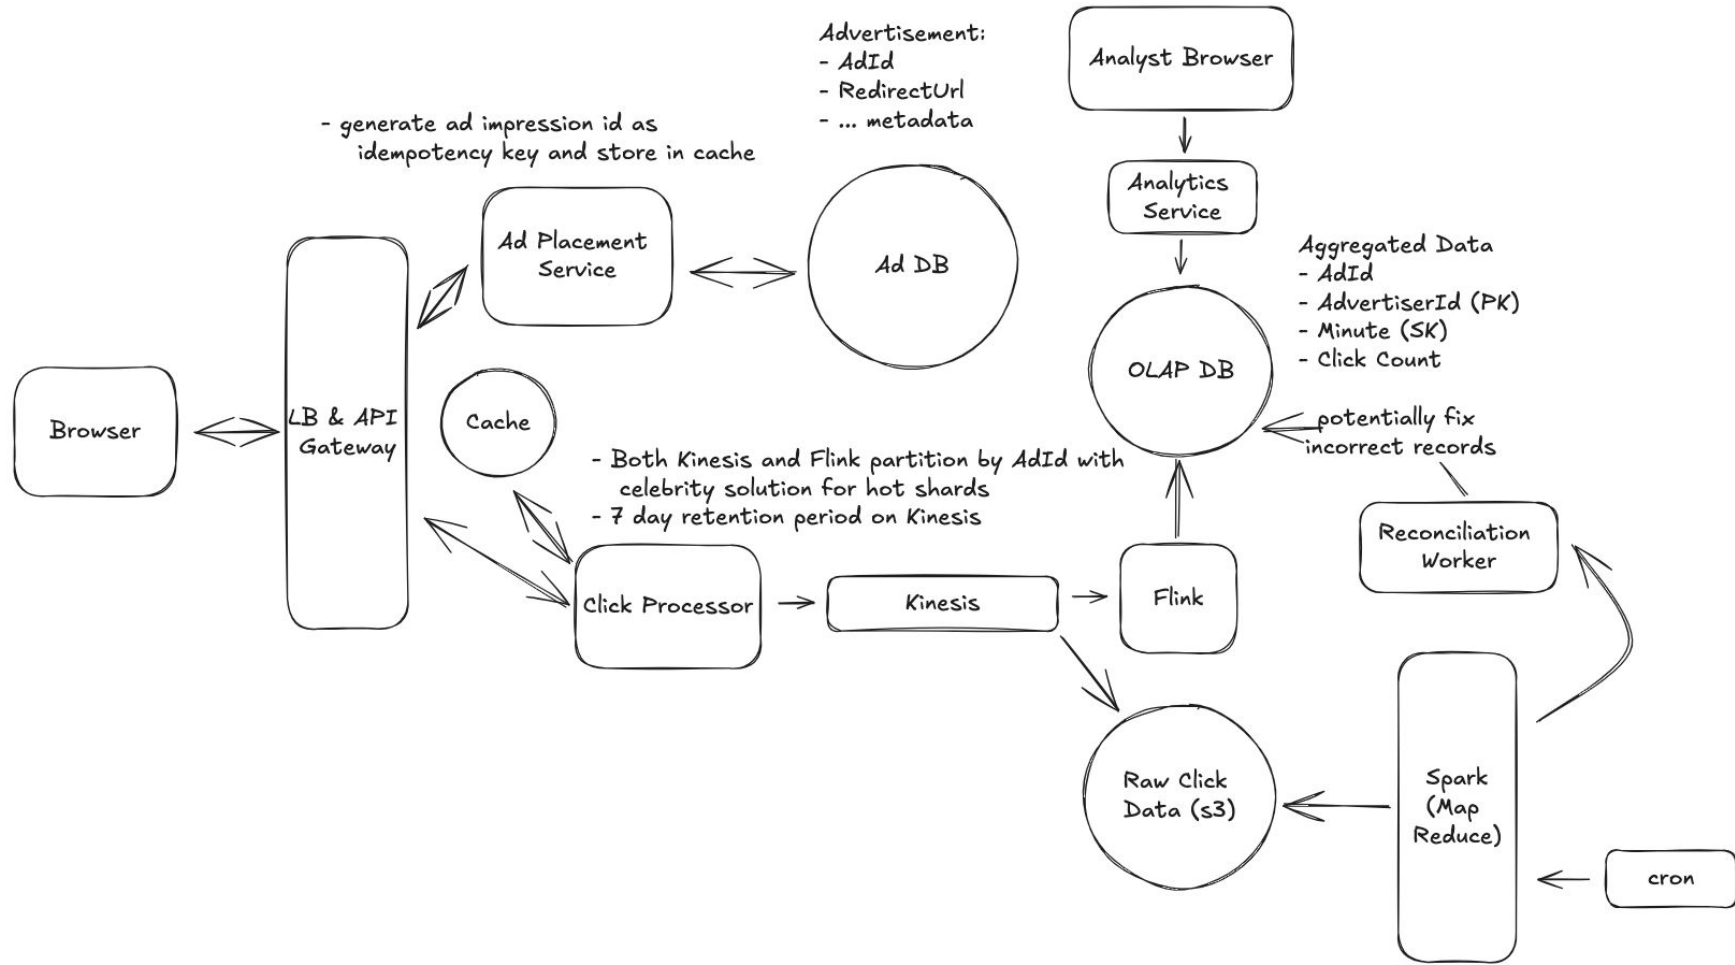 Advertisement:
- AdId
- RedirectUrl
- ... metadata
Analyst Browser
- generate ad impression id as
idempotency key and store in cache
Analytics
Service
Ad Placement
Service
Ad DB
Aggregated Data
- AdId
- AdvertiserId (PK)
- Minute (SK)
- Click Count
OLAP DB
Browser
LB & API
Gateway
Cache
potentially fix
incorrect records
- Both Kinesis and Flink partition by AdId with
celebrity solution for hot shards
- 7 day retention period on Kinesis
Reconciliation
Worker
Click Processor
Kinesis
Flink
Raw Click
Data (s3)
Spark
(Map
Reduce)
cron